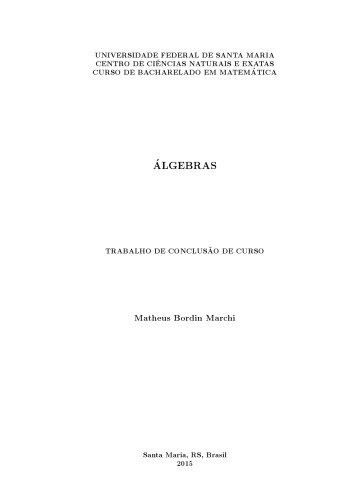 UNIVERSIDADE FEDERAL DE SANTA MARIA
CENTRO DE CIÊNCIAS NATURAIS E EXATAS
CURSO DE BACHARELADO EM MATEMÁTICA
ÁLGEBRAS
TRABALHO DE CONCLUSÃO DE CURSO
Matheus Bordin Marchi
Santa Maria, RS, Brasil
2015